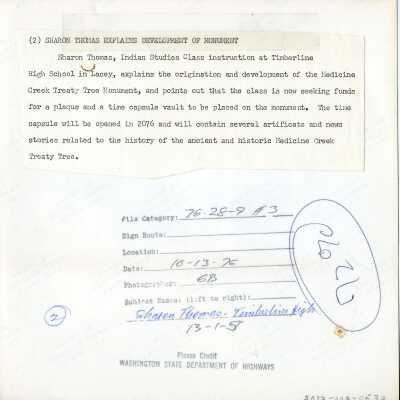 (2) SHARON THOMAS EXPLAINS DEVELOPMENT OF MONUMENT
Sharon Thomas, Indian Studies Class instruction at Timberline
High School in Lacey, explains the origination and development of the Medicine
Creek Treaty Tree Monument, and points out that the class is now seeking funds
for a plaque and a time capsule vault to be placed on the monument. The time
capsule will be opened in 2076 and will contain several artifacts and news
stories related to the history of the ancient and historic Medicine Creek
Treaty Tree.
File Category: 76-28-9 #3
Sign Route:
Location:
Date: 10-13-76
Photographer: GB
Subject Names: (left to right):
Sharon Thomas - Timberline High
13-1-51
2
Please Credit
WASHINGTON STATE DEPARTMENT OF HIGHWAYS